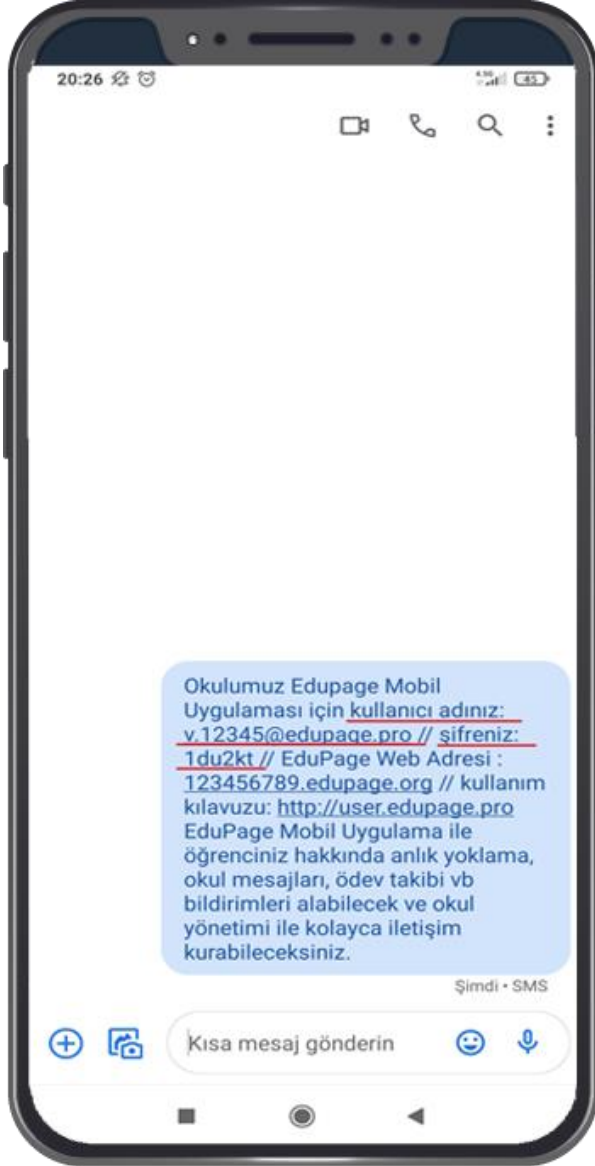 20:26
45
Okulumuz Edupage Mobil
Uygulaması için kullanıcı adınız:
v.12345@edupage.pro // şifreniz:
1du2kt // EduPage Web Adresi :
123456789.edupage.org // kullanım
kılavuzu: http://user.edupage.pro
EduPage Mobil Uygulama ile
öğrenciniz hakkında anlık yoklama,
okul mesajları, ödev takibi vb
bildirimleri alabilecek ve okul
yönetimi ile kolayca iletişim
kurabileceksiniz.
Şimdi • SMS
Kısa mesaj gönderin